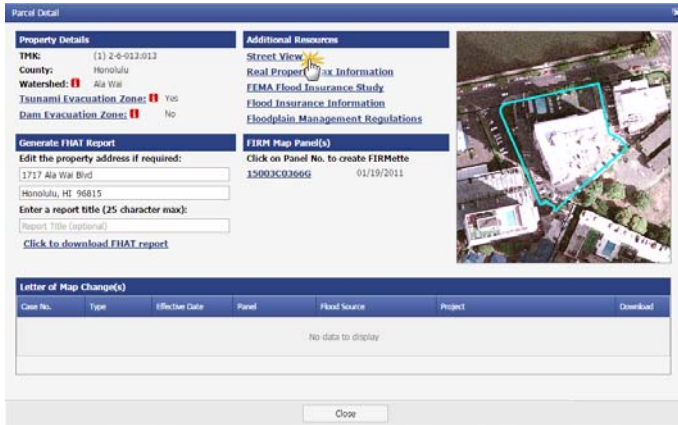 Parcel Detail
Property Details
TMK: (1) 2-6-013:013
County: Honolulu
Watershed: Ala Wai
Tsunami Evacuation Zone: Yes
Dam Evacuation Zone: No
Additional Resources
Street View
Real Property Tax Information
FEMA Flood Insurance Study
Flood Insurance Information
Floodplain Management Regulations
Generate FHAT Report
Edit the property address if required:
1717 Ala Wai Blvd
Honolulu, HI 96815
Enter a report title (25 character max):
Report Title (optional)
Click to download FHAT report
FIRM Map Panel(s)
Click on Panel No. to create FIRMette
15003C0366G 01/19/2011
Letter of Map Change(s)
Case No. Type Effective Date Panel Flood Source Project Download
No data to display
Close